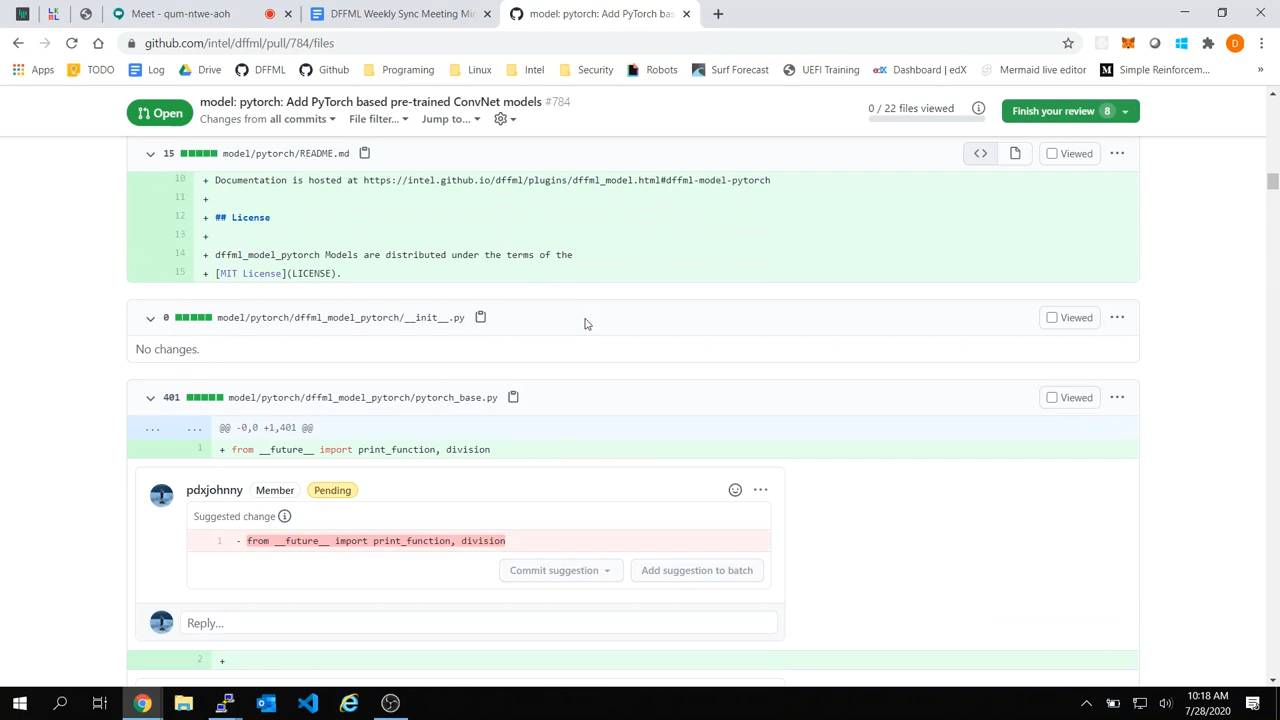 Meet - qum-ntwe-aoh
DFFML Weekly Sync Meeting Mi
model: pytorch: Add PyTorch bas
github.com/intel/dffml/pull/784/files
D
Apps
TODO
Log
Drive
DFFML
Github
Programing
Linux
Intel
Security
Robots
Surf Forecast
UEFI Training
Dashboard | edX
Mermaid live editor
Simple Reinforcem...
»
Open
model: pytorch: Add PyTorch based pre-trained ConvNet models #784
Changes from all commits File filter... Jump to...
0 / 22 files viewed
Finish your review 8
15 model/pytorch/README.md
Viewed
10 + Documentation is hosted at https://intel.github.io/dffml/plugins/dffml_model.html#dffml-model-pytorch
11 +
12 + ## License
13 +
14 + dffml_model_pytorch Models are distributed under the terms of the
15 + [MIT License](LICENSE).
0 model/pytorch/dffml_model_pytorch/__init__.py
Viewed
No changes.
401 model/pytorch/dffml_model_pytorch/pytorch_base.py
Viewed
... ... @@ -0,0 +1,401 @@
1 + from __future__ import print_function, division
pdxjohnny Member Pending
Suggested change
1 - from __future__ import print_function, division
Commit suggestion Add suggestion to batch
Reply...
2 +
10:18 AM
7/28/2020